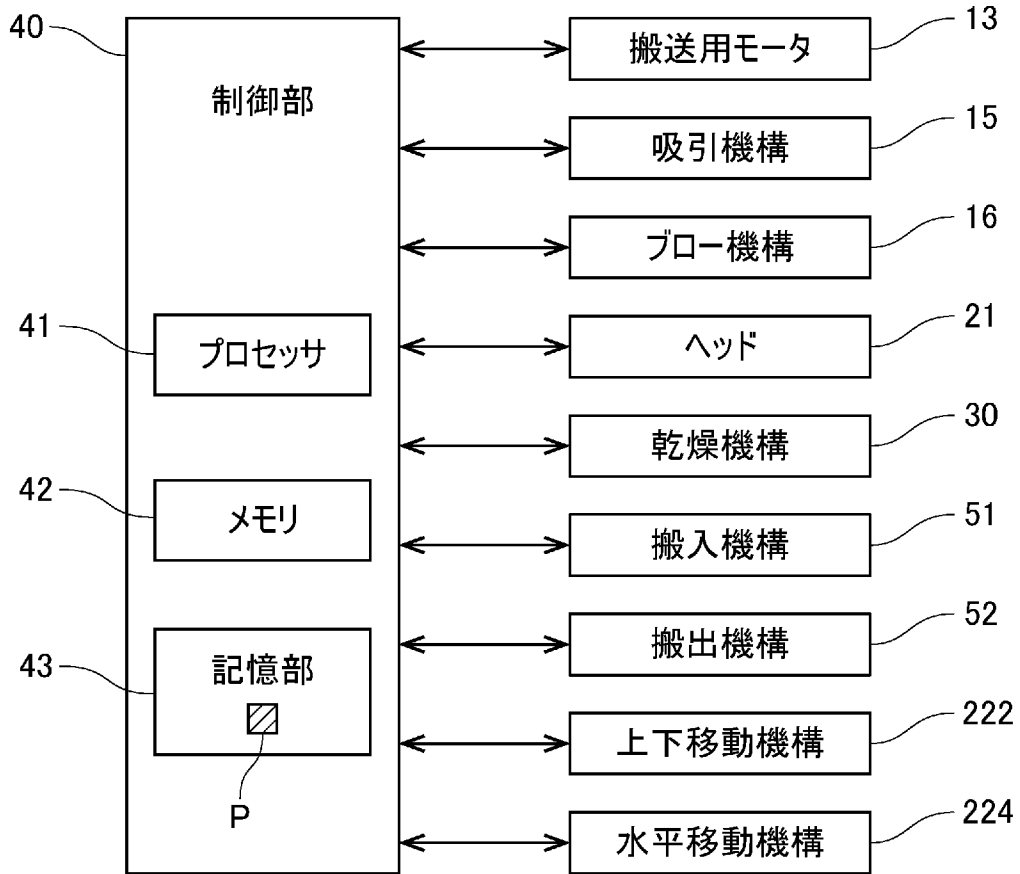 40
制御部
41
プロセッサ
42
メモリ
43
記憶部
P
搬送用モータ
13
吸引機構
15
ブロー機構
16
ヘッド
21
乾燥機構
30
搬入機構
51
搬出機構
52
上下移動機構
222
水平移動機構
224